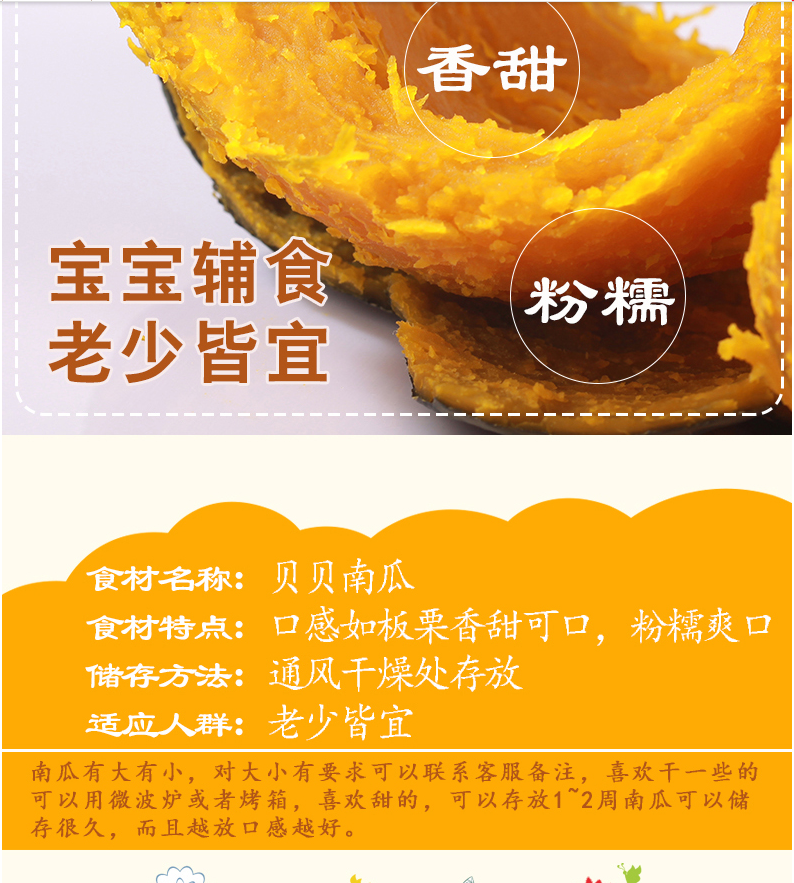 香甜
粉糯
宝宝辅食
老少皆宜
食材名称：贝贝南瓜
食材特点：口感如板栗香甜可口，粉糯爽口
储存方法：通风干燥处存放
适应人群：老少皆宜
南瓜有大有小，对大小有要求可以联系客服备注，喜欢干一些的
可以用微波炉或者烤箱，喜欢甜的，可以存放1~2周南瓜可以储
存很久，而且越放口感越好。